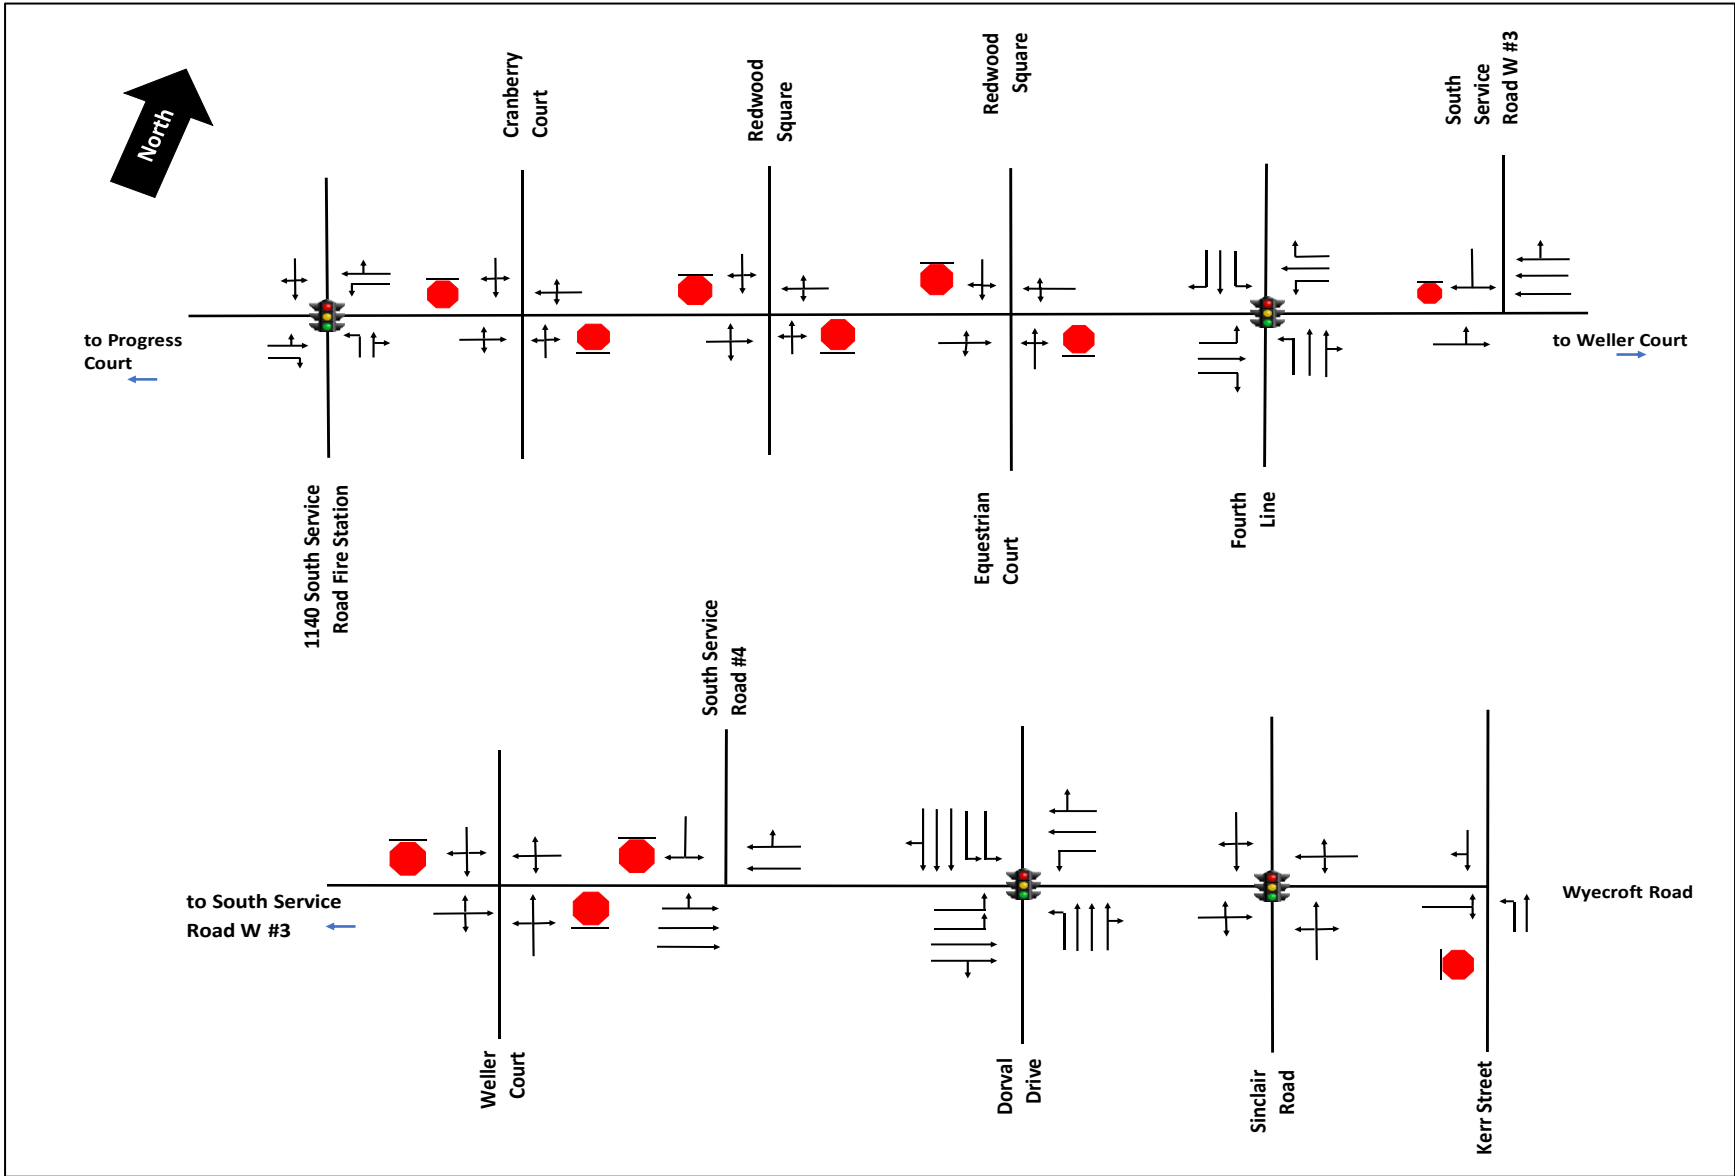 North
Cranberry
Court
Redwood
Square
Redwood
Square
South
Service
Road W #3
to Progress
Court
to Weller Court
1140 South Service
Road Fire Station
Equestrian
Court
Fourth
Line
South Service
Road #4
to South Service
Road W #3
Wyecroft Road
Weller
Court
Dorval
Drive
Sinclair
Road
Kerr Street